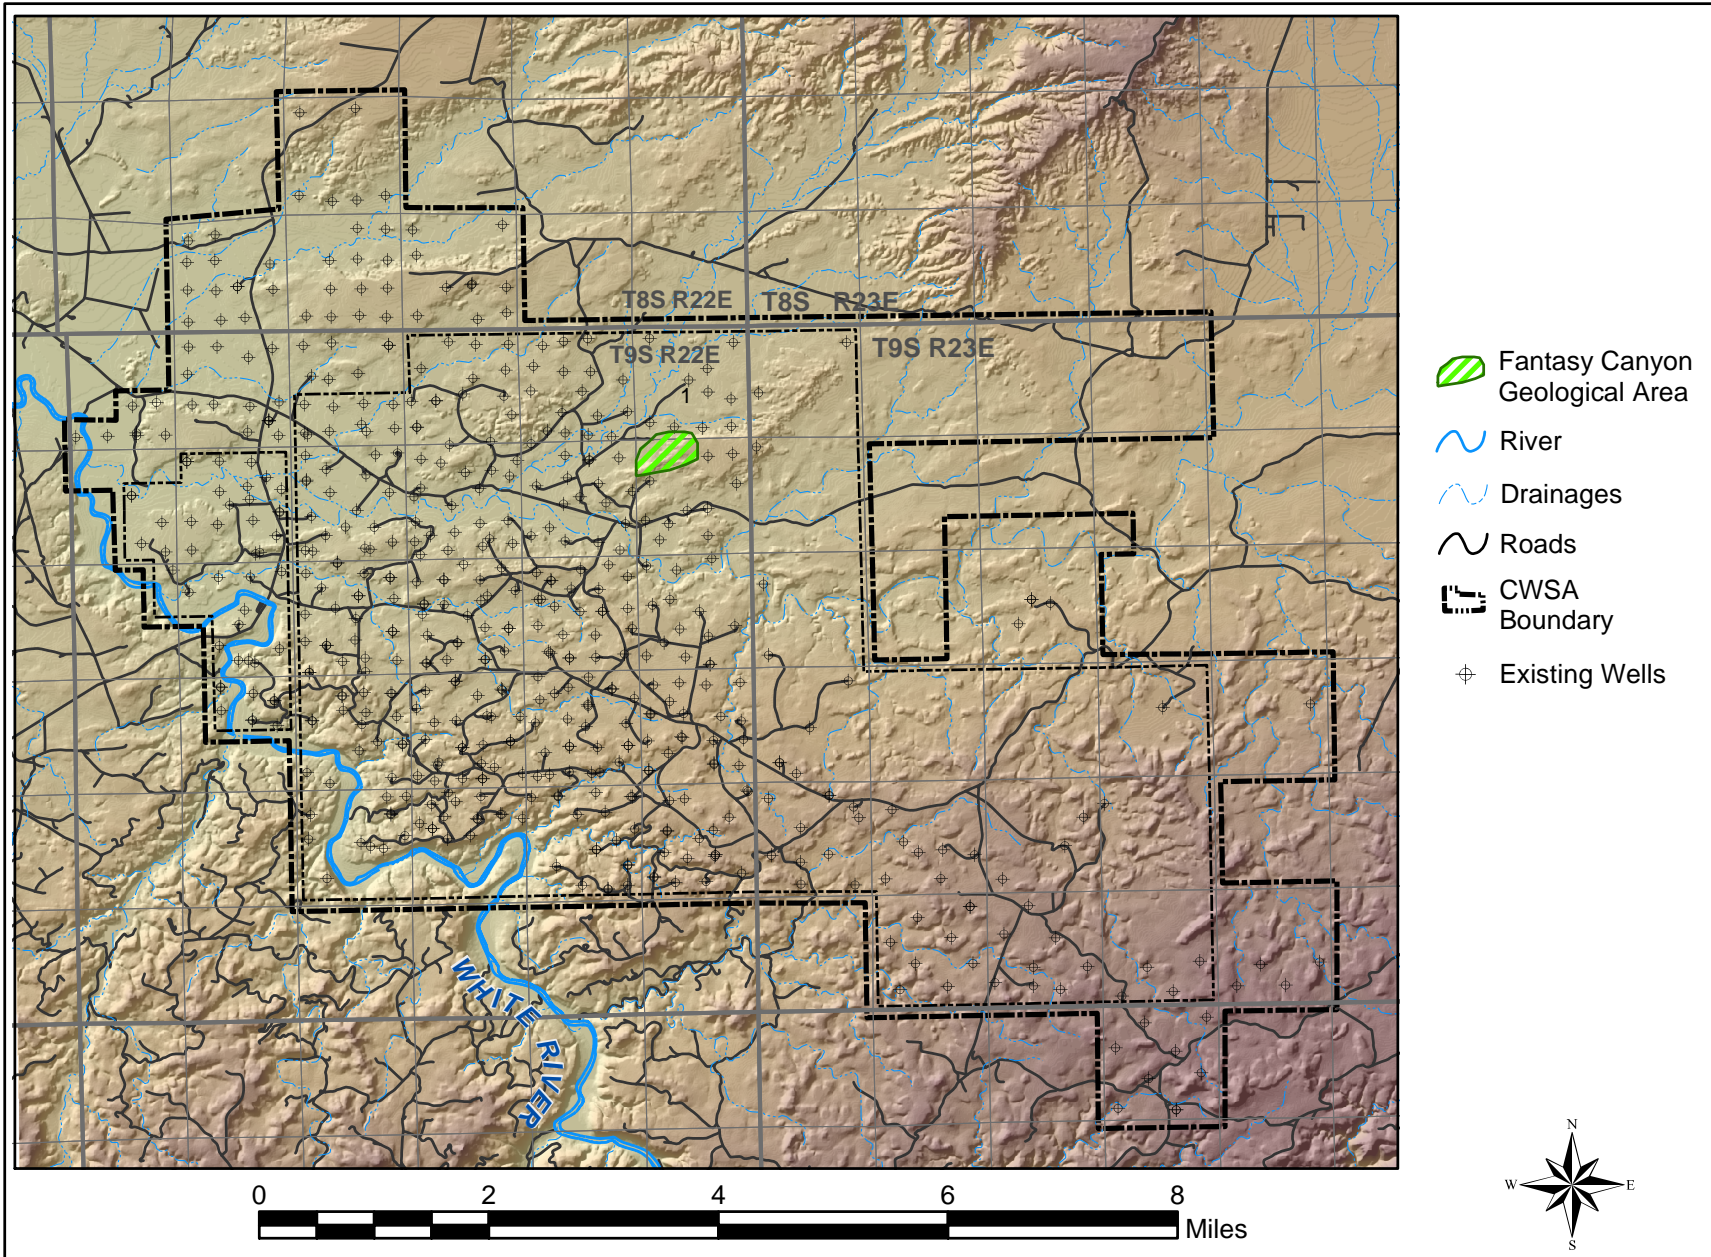 T8S R22E
T8S R23E
T9S R22E
T9S R23E
1
WHITE RIVER
Fantasy Canyon
Geological Area
River
Drainages
Roads
CWSA
Boundary
Existing Wells
N
W
E
S
0 2 4 6 8
Miles